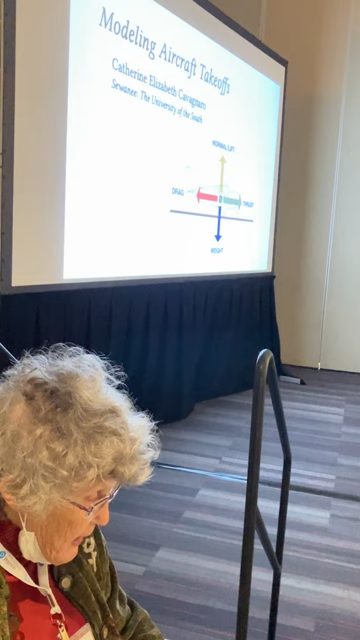 Modeling Aircraft Takeoffs
Catherine Elizabeth Cavagnaro
Sewanee: The University of the South
NORMAL/LIFT
DRAG
THRUST
WEIGHT